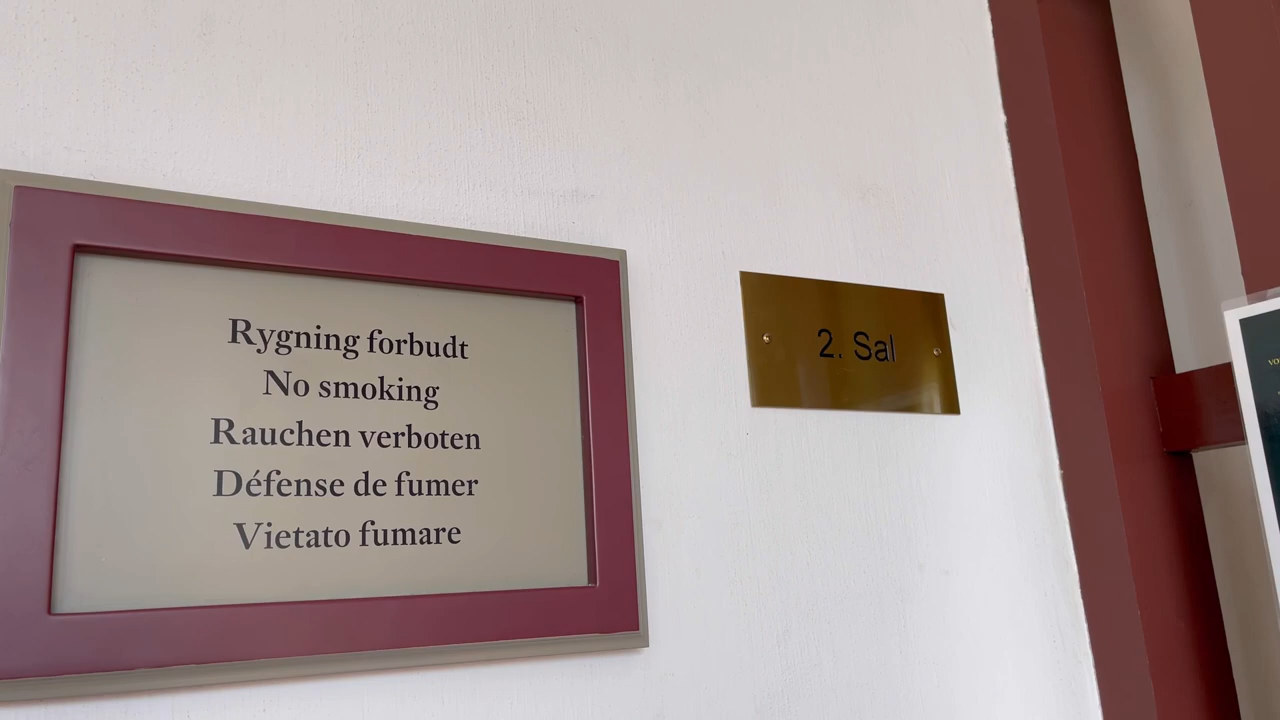 Rygning forbudt
No smoking
Rauchen verboten
Défense de fumer
Vietato fumare
2. Sal